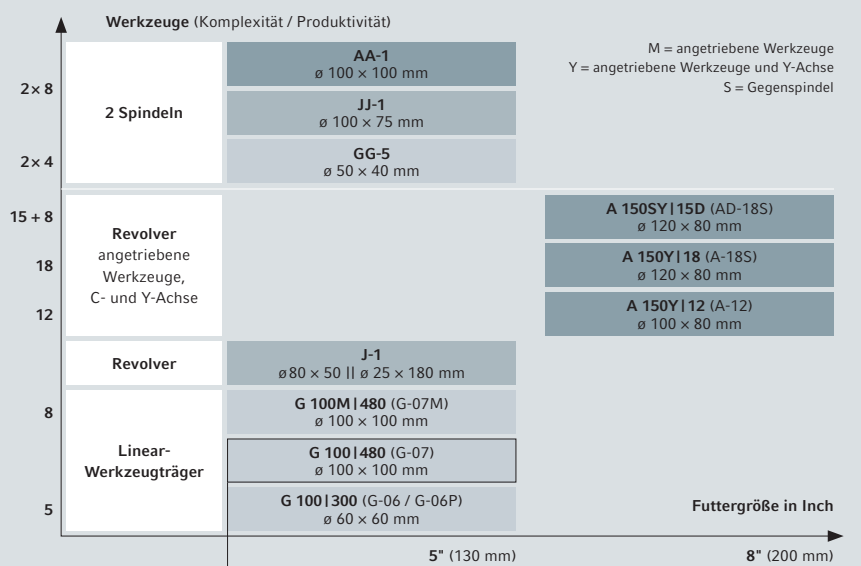 Werkzeuge (Komplexität / Produktivität)
M = angetriebene Werkzeuge
Y = angetriebene Werkzeuge und Y-Achse
S = Gegenspindel
2 × 8
2 × 4
2 Spindeln
AA-1
ø 100 × 100 mm
JJ-1
ø 100 × 75 mm
GG-5
ø 50 × 40 mm
15 + 8
18
12
Revolver
angetriebene
Werkzeuge,
C- und Y-Achse
A 150SY|15D (AD-18S)
ø 120 × 80 mm
A 150Y|18 (A-18S)
ø 120 × 80 mm
A 150Y|12 (A-12)
ø 100 × 80 mm
Revolver
J-1
ø 80 × 50 || ø 25 × 180 mm
8
5
Linear-
Werkzeugträger
G 100M|480 (G-07M)
ø 100 × 100 mm
G 100|480 (G-07)
ø 100 × 100 mm
G 100|300 (G-06 / G-06P)
ø 60 × 60 mm
Futtergröße in Inch
5" (130 mm)
8" (200 mm)